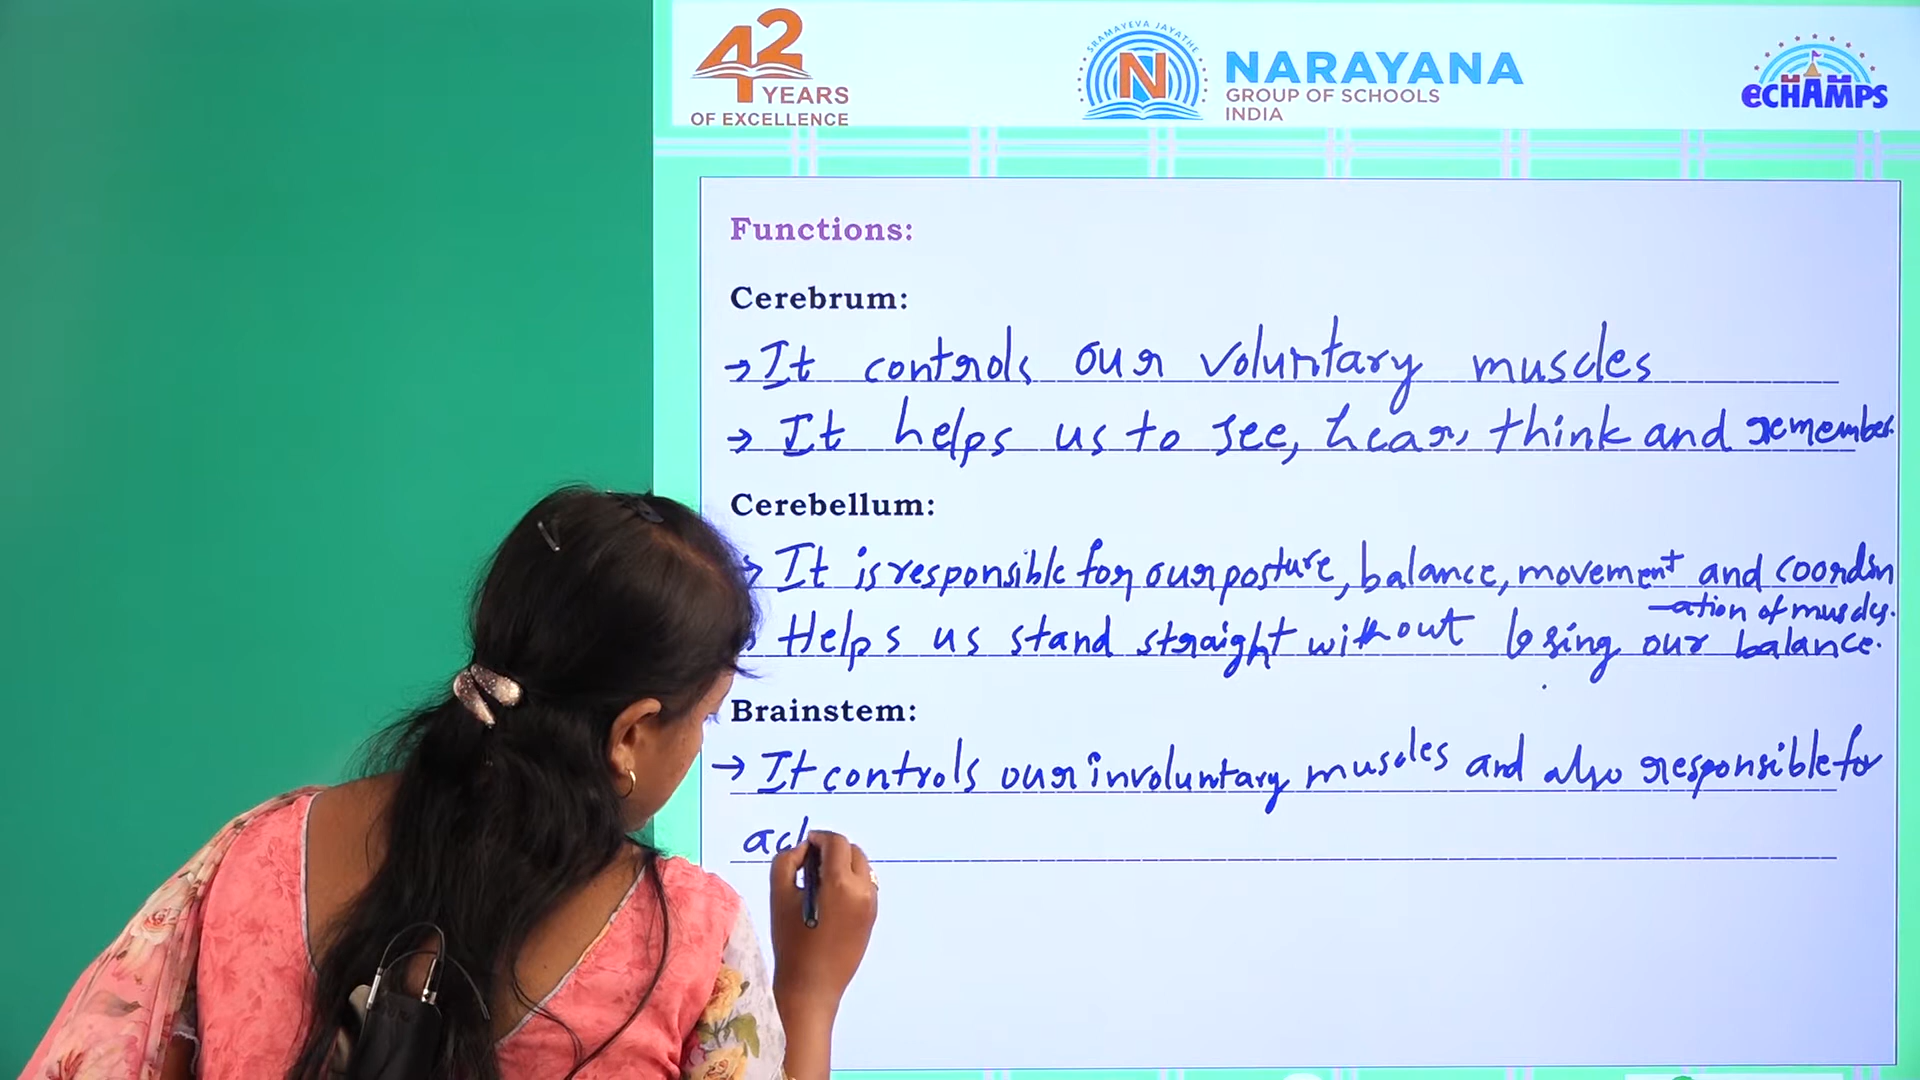 42
YEARS
OF EXCELLENCE
SRAMAYEVA JAYATHE
N
NARAYANA
GROUP OF SCHOOLS
INDIA
eCHAMPS
Functions:
Cerebrum:
→ It controls our voluntary muscles
→ It helps us to see, hear, think and remember.
Cerebellum:
It is responsible for our posture, balance, movement and coordin
-ation of muscles.
Helps us stand straight without losing our balance.
Brainstem:
→ It controls our involuntary muscles and also responsible for